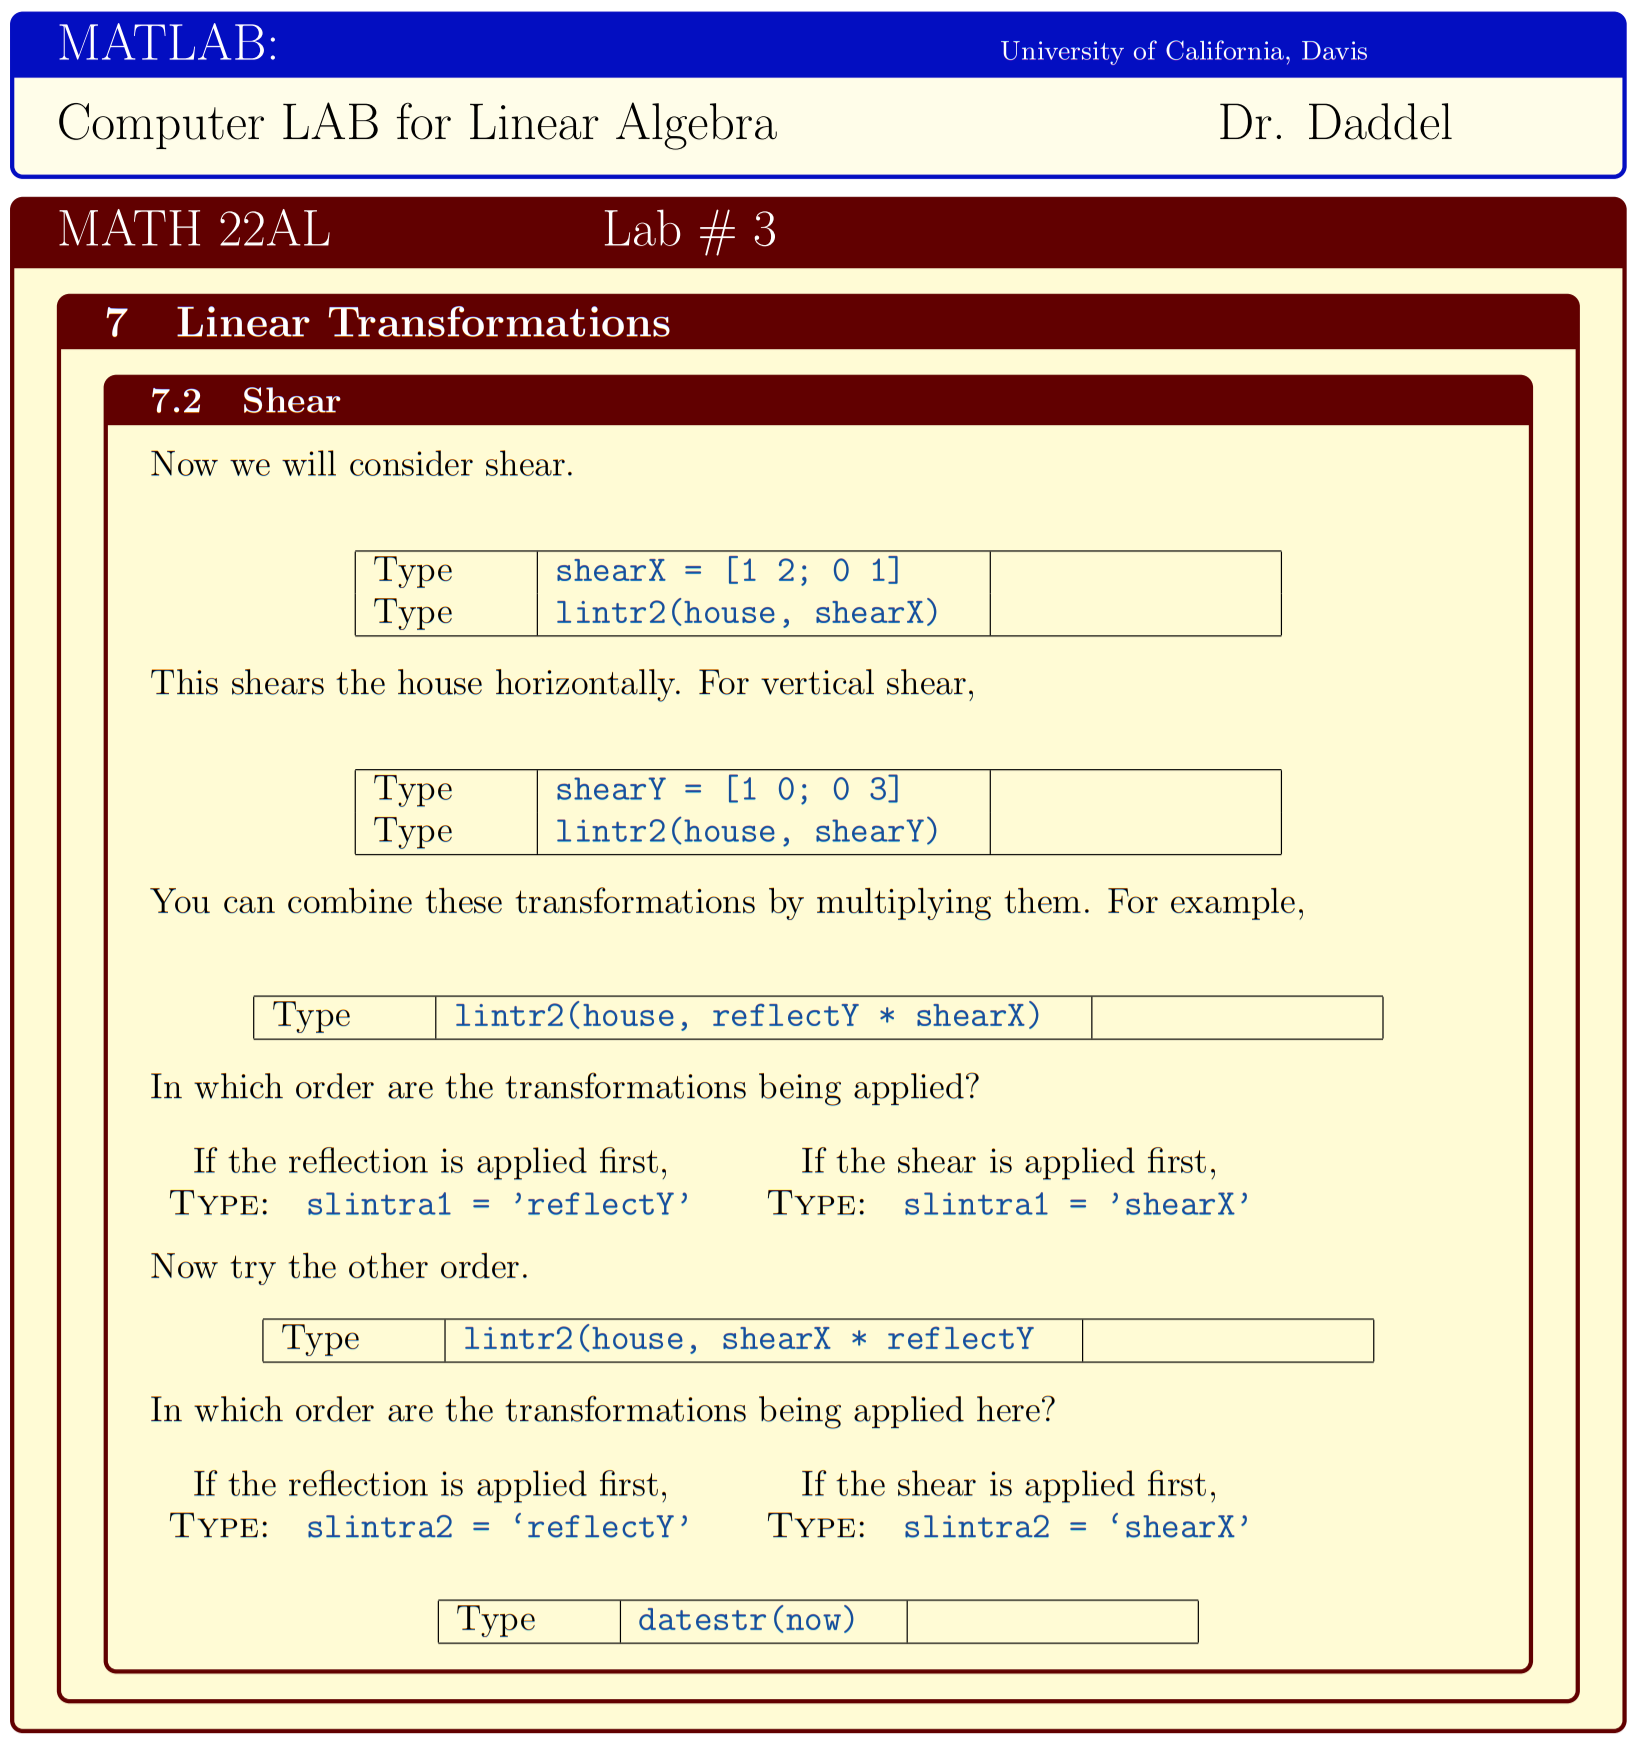 MATLAB: University of California, Davis
Computer LAB for Linear Algebra Dr. Daddel
MATH 22AL Lab # 3
7 Linear Transformations
7.2 Shear
Now we will consider shear.
Type shearX = [1 2; 0 1]
Type lintr2(house, shearX)
This shears the house horizontally. For vertical shear,
Type shearY = [1 0; 0 3]
Type lintr2(house, shearY)
You can combine these transformations by multiplying them. For example,
Type lintr2(house, reflectY * shearX)
In which order are the transformations being applied?
If the reflection is applied first, If the shear is applied first,
TYPE: slintra1 = ’reflectY’ TYPE: slintra1 = ’shearX’
Now try the other order.
Type lintr2(house, shearX * reflectY
In which order are the transformations being applied here?
If the reflection is applied first, If the shear is applied first,
TYPE: slintra2 = ‘reflectY’ TYPE: slintra2 = ‘shearX’
Type datestr(now)